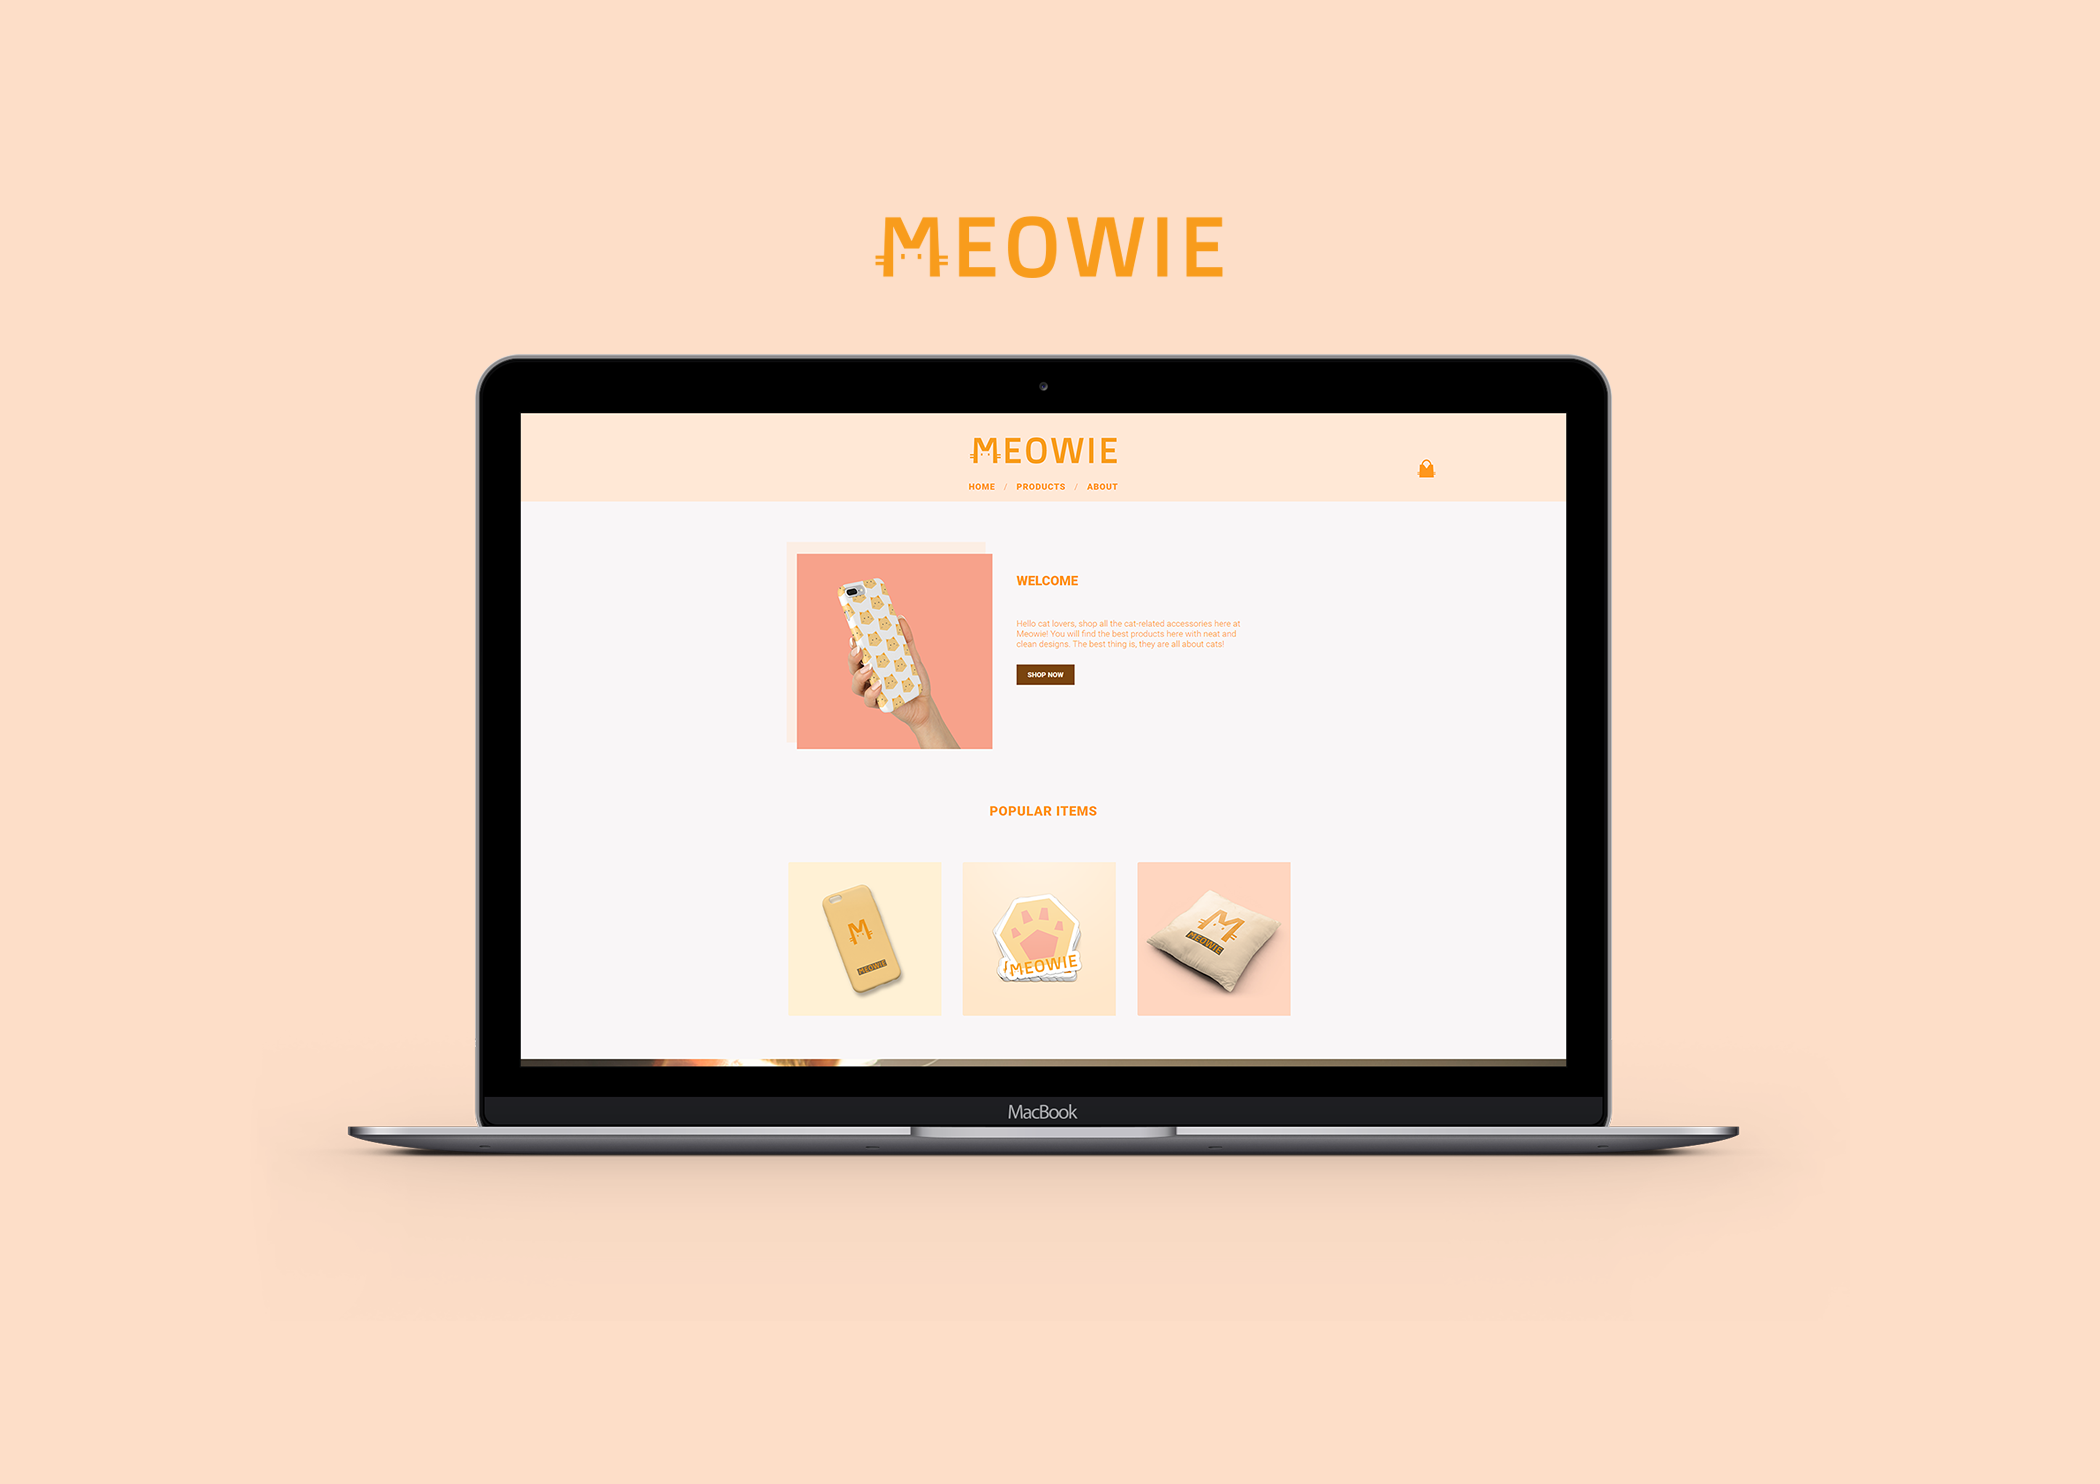 MEOWIE
MEOWIE
HOME / PRODUCTS / ABOUT
WELCOME
Hello cat lovers, shop all the cat-related accessories here at
Meowie! You will find the best products here with neat and
clean designs. The best thing is, they are all about cats!
SHOP NOW
POPULAR ITEMS
M
MEOWIE
MEOWIE
M
MEOWIE
MacBook